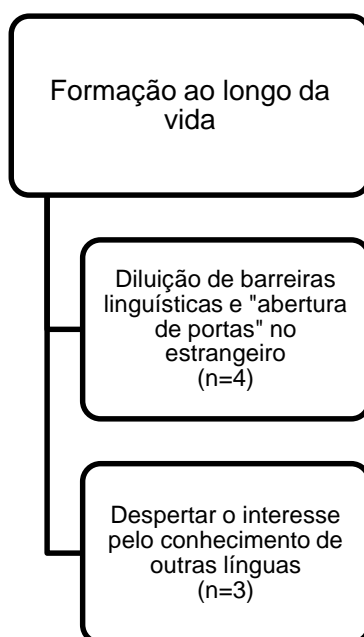 Formação ao longo da
vida
Diluição de barreiras
linguísticas e "abertura
de portas" no
estrangeiro
(n=4)
Despertar o interesse
pelo conhecimento de
outras línguas
(n=3)